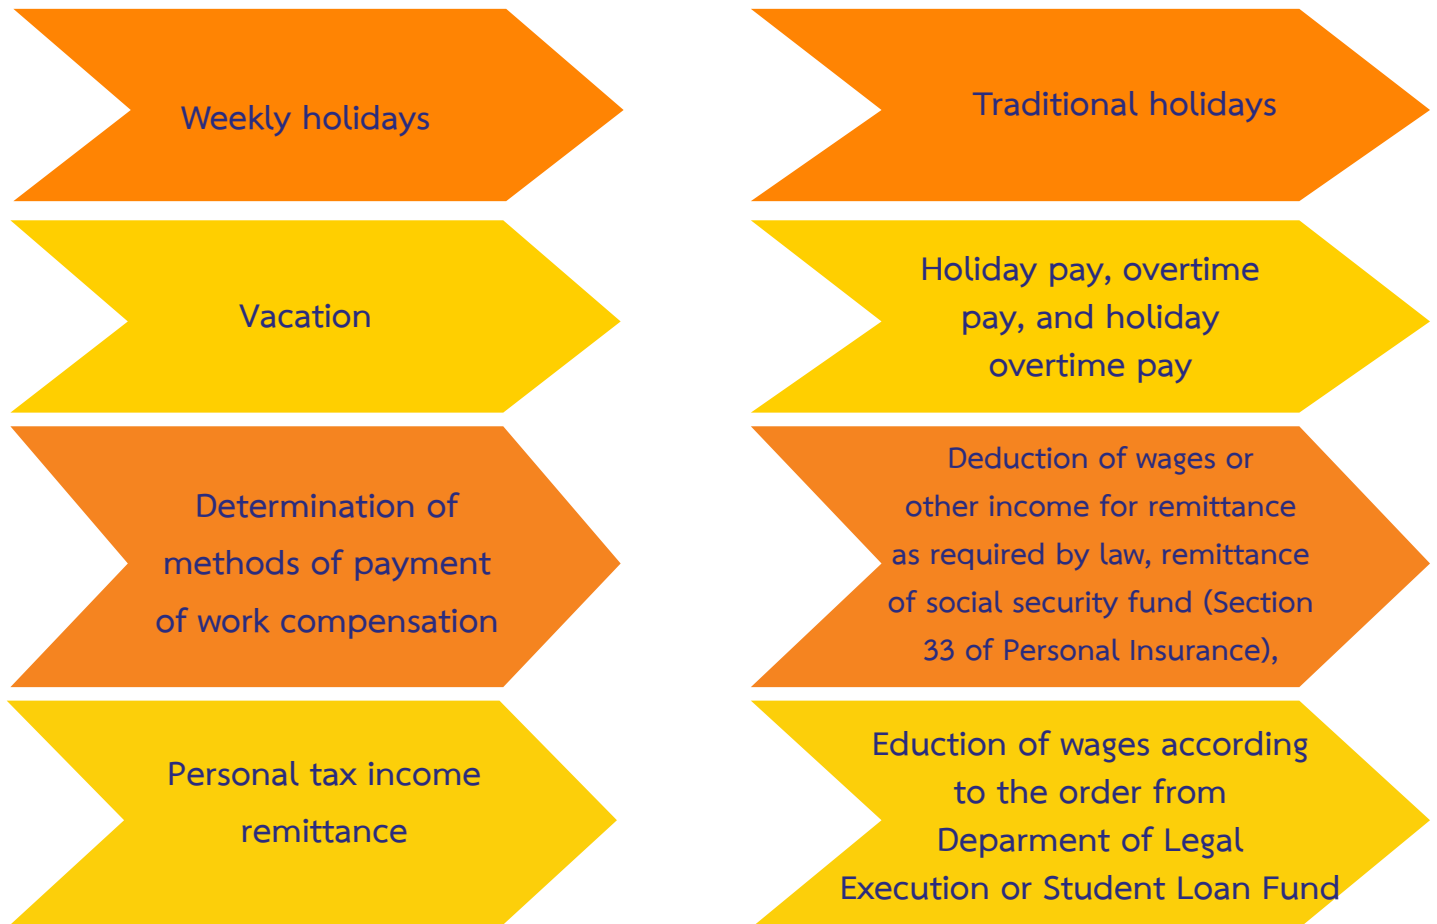 Weekly holidays
Traditional holidays
Vacation
Holiday pay, overtime
pay, and holiday
overtime pay
Determination of
methods of payment
of work compensation
Deduction of wages or
other income for remittance
as required by law, remittance
of social security fund (Section
33 of Personal Insurance),
Personal tax income
remittance
Eduction of wages according
to the order from
Deparment of Legal
Execution or Student Loan Fund